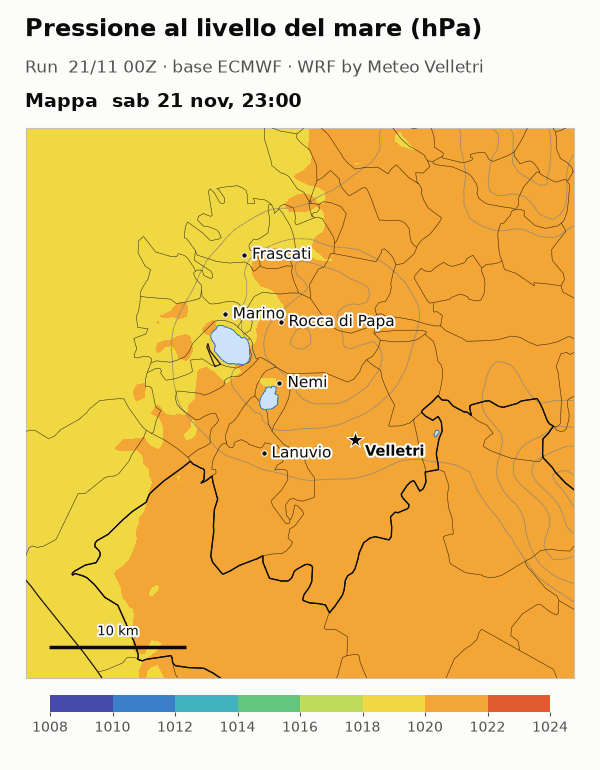 Pressione al livello del mare (hPa)
Run  21/11 00Z · base ECMWF · WRF by Meteo Velletri
Mappa  sab 21 nov, 23:00
Frascati
Marino
Rocca di Papa
Nemi
Velletri
Lanuvio
10 km
1008 1010 1012 1014 1016 1018 1020 1022 1024